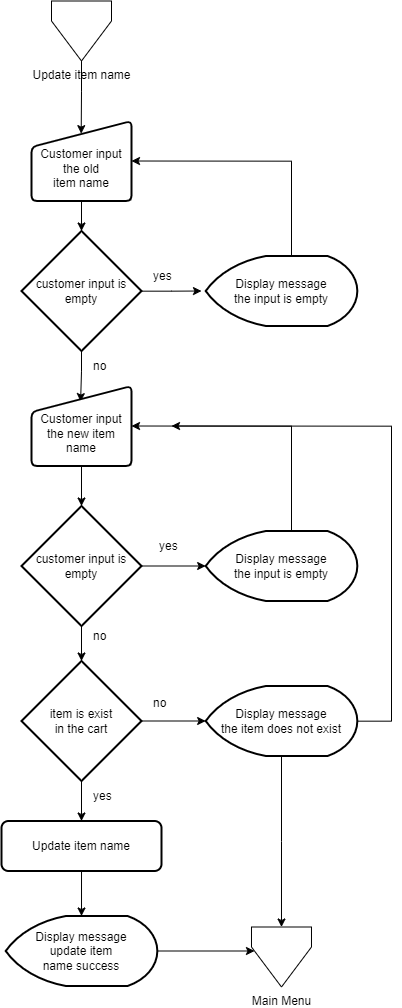 Update item name
Customer input
the old
item name
customer input is
empty
yes
Display message
the input is empty
no
Customer input
the new item
name
customer input is
empty
yes
Display message
the input is empty
no
item is exist
in the cart
no
Display message
the item does not exist
yes
Update item name
Display message
update item
name success
Main Menu